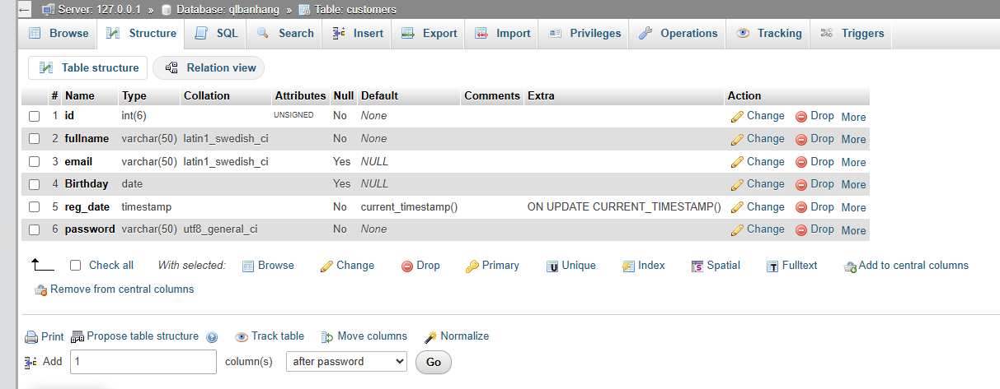 Server: 127.0.0.1 » Database: qlbanhang » Table: customers
Browse Structure SQL Search Insert Export Import Privileges Operations Tracking Triggers
Table structure Relation view
# Name Type Collation Attributes Null Default Comments Extra Action
1 id int(6) UNSIGNED No None Change Drop More
2 fullname varchar(50) latin1_swedish_ci No None Change Drop More
3 email varchar(50) latin1_swedish_ci Yes NULL Change Drop More
4 Birthday date Yes NULL Change Drop More
5 reg_date timestamp No current_timestamp() ON UPDATE CURRENT_TIMESTAMP() Change Drop More
6 password varchar(50) utf8_general_ci No None Change Drop More
Check all With selected: Browse Change Drop Primary Unique Index Spatial Fulltext Add to central columns
Remove from central columns
Print Propose table structure Track table Move columns Normalize
Add 1 column(s) after password Go